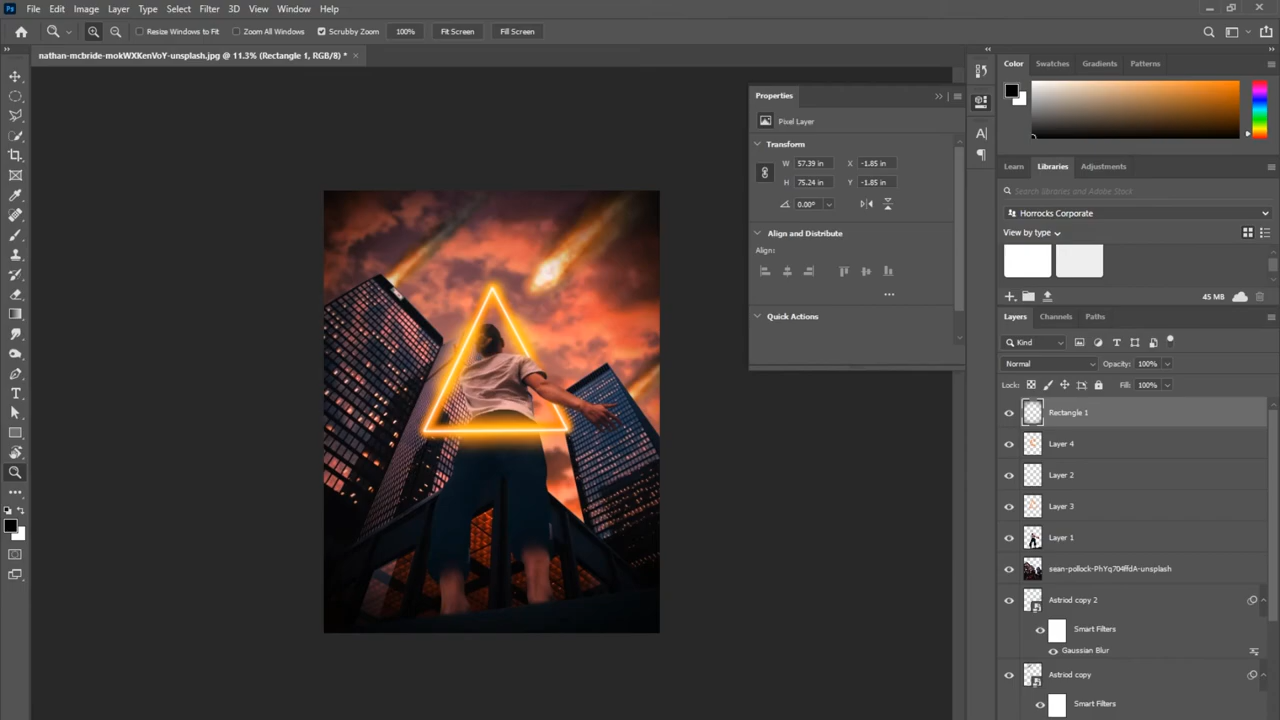 Ps File Edit Image Layer Type Select Filter 3D View Window Help
Resize Windows to Fit Zoom All Windows Scrubby Zoom 100% Fit Screen Fill Screen
nathan-mcbride-mokWXKenVoY-unsplash.jpg @ 11.3% (Rectangle 1, RGB/8) *
Properties
Pixel Layer
Transform
W 57.39 in X -1.85 in
H 75.24 in Y -1.85 in
0.00°
Align and Distribute
Align:
Quick Actions
Color Swatches Gradients Patterns
Learn Libraries Adjustments
Search Libraries and Adobe Stock
Horrocks Corporate
View by type
45 MB
Layers Channels Paths
Kind
Normal Opacity: 100%
Lock: Fill: 100%
Rectangle 1
Layer 4
Layer 2
Layer 3
Layer 1
sean-pollock-PhYq704ffdA-unsplash
Astriod copy 2
Smart Filters
Gaussian Blur
Astriod copy
Smart Filters